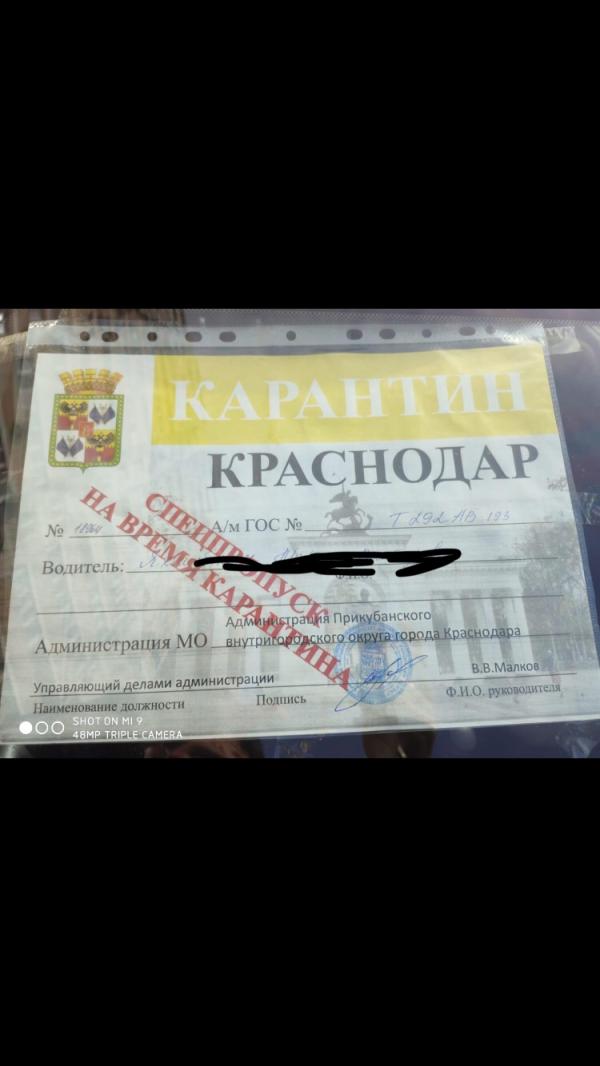 КАРАНТИН
КРАСНОДАР
СПЕЦПРОПУСК
НА ВРЕМЯ КАРАНТИНА
№
А/м ГОС № Т 292 АВ 193
Водитель:
Ф.И.О.
Администрация МО
Администрация Прикубанского
внутригородского округа города Краснодара
Управляющий делами администрации
В.В.Малков
Наименование должности
Подпись
Ф.И.О. руководителя
SHOT ON MI 9
48MP TRIPLE CAMERA